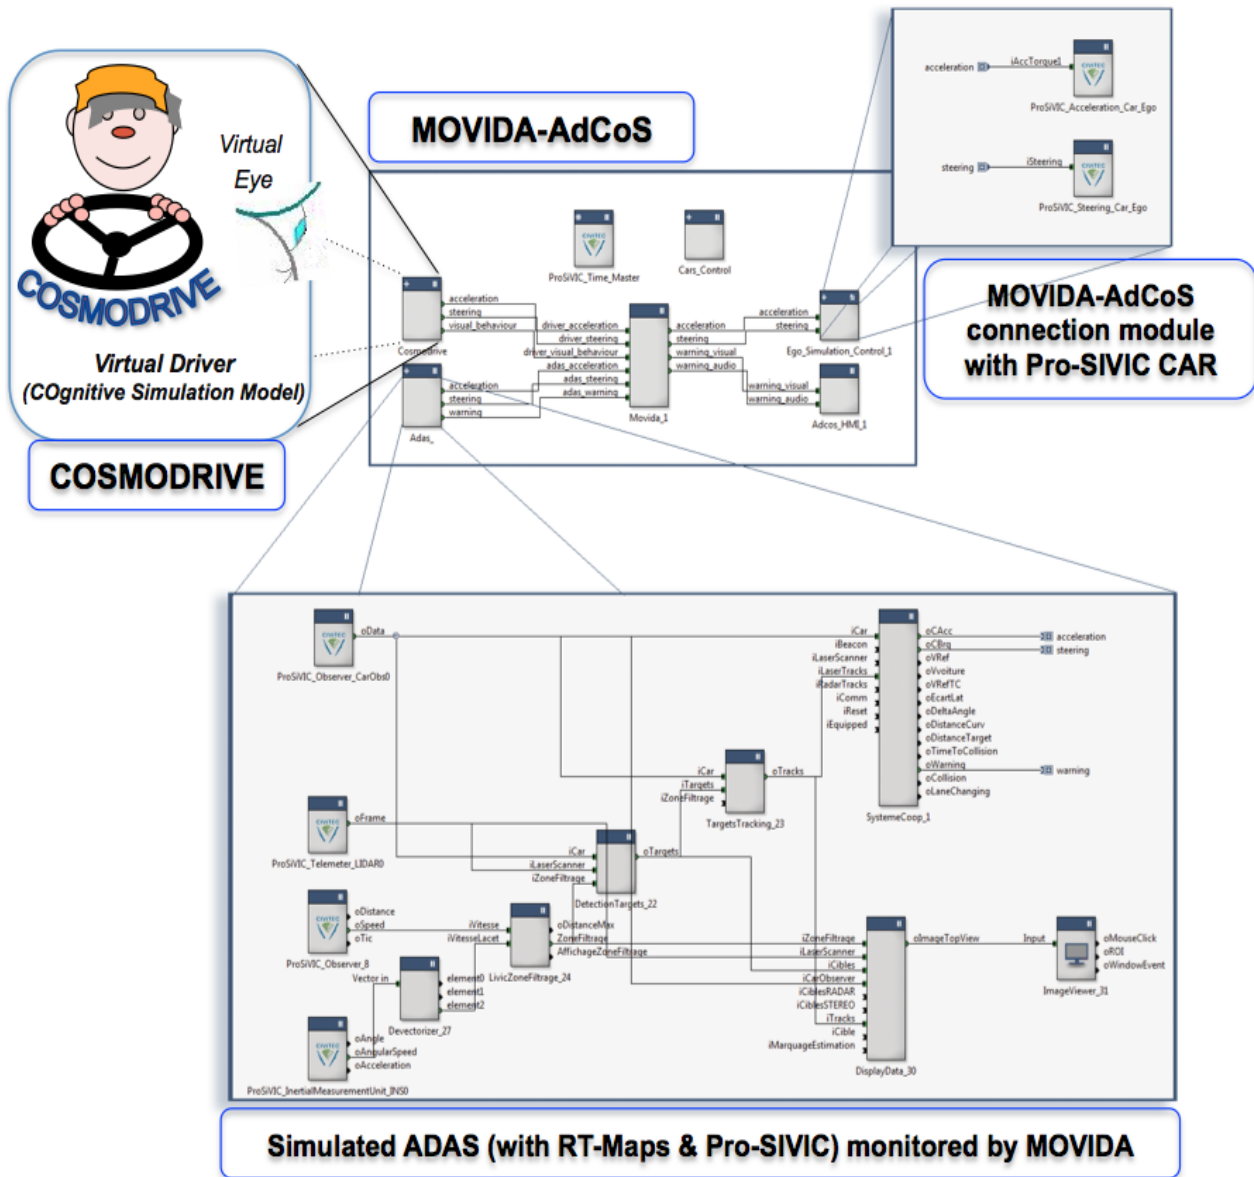 Virtual
Eye
COSMODRIVE
Virtual Driver
(COgnitive Simulation Model)
COSMODRIVE
MOVIDA-AdCoS
CIVITEC
ProSiVIC_Time_Master
Cars_Control
acceleration
steering
visual_behaviour
Cosmodrive
acceleration
steering
warning
Adas_
driver_acceleration
driver_steering
driver_visual_behaviour
adas_acceleration
adas_steering
adas_warning
acceleration
steering
warning_visual
warning_audio
Movida_1
acceleration
steering
Ego_Simulation_Control_1
warning_visual
warning_audio
Adcos_HMI_1
acceleration
iAccTorque1
CIVITEC
ProSiVIC_Acceleration_Car_Ego
steering
iSteering
CIVITEC
ProSiVIC_Steering_Car_Ego
MOVIDA-AdCoS
connection module
with Pro-SIVIC CAR
CIVITEC
oData
ProSiVIC_Observer_CarObs0
CIVITEC
oFrame
ProSiVIC_Telemeter_LIDAR0
CIVITEC
oDistance
oSpeed
oTic
ProSiVIC_Observer_8
Vector in
element0
element1
element2
Devectorizer_27
CIVITEC
oAngle
oAngularSpeed
oAcceleration
ProSiVIC_InertialMeasurementUnit_INS0
iVitesse
iVitesseLacet
oDistanceMax
ZoneFiltrage
AffichageZoneFiltrage
LivicZoneFiltrage_24
iCar
iLaserScanner
iZoneFiltrage
oTargets
DetectionTargets_22
iCar
iTargets
iZoneFiltrage
oTracks
TargetsTracking_23
iCar
iBeacon
iLaserScanner
iLaserTracks
iRadarTracks
iComm
iReset
iEquipped
oCAcc
oCBrq
oVRef
oVvoiture
oVRefTC
oEcartLat
oDeltaAngle
oDistanceCurv
oDistanceTarget
oTimeToCollision
oWarning
oCollision
oLaneChanging
SystemeCoop_1
acceleration
steering
warning
iZoneFiltrage
iLaserScanner
iCibles
iCarObserver
iCiblesRADAR
iCiblesSTEREO
iTracks
iCible
iMarquageEstimation
oImageTopView
DisplayData_30
Input
oMouseClick
oROI
oWindowEvent
ImageViewer_31
Simulated ADAS (with RT-Maps & Pro-SIVIC) monitored by MOVIDA